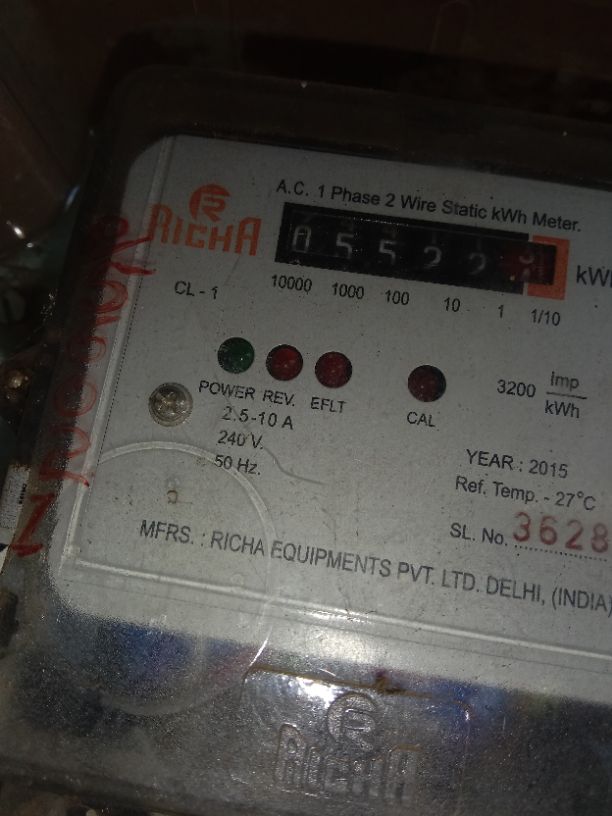 A.C. 1 Phase 2 Wire Static kWh Meter.
RICHA
05522
kWh
CL - 1
10000 1000 100 10 1 1/10
POWER REV. EFLT
CAL
3200 imp
kWh
2.5-10 A
240 V.
50 Hz.
YEAR : 2015
Ref. Temp. - 27°C
SL. No. 3628
MFRS. : RICHA EQUIPMENTS PVT. LTD. DELHI, (INDIA)
RICHA